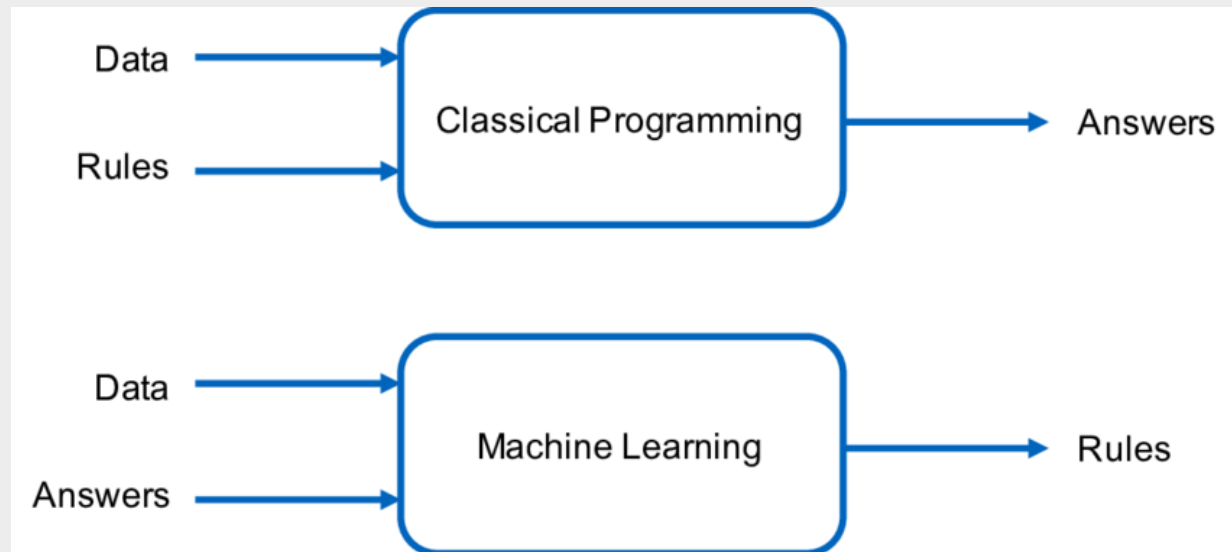 Data
Rules
Classical Programming
Answers
Data
Answers
Machine Learning
Rules